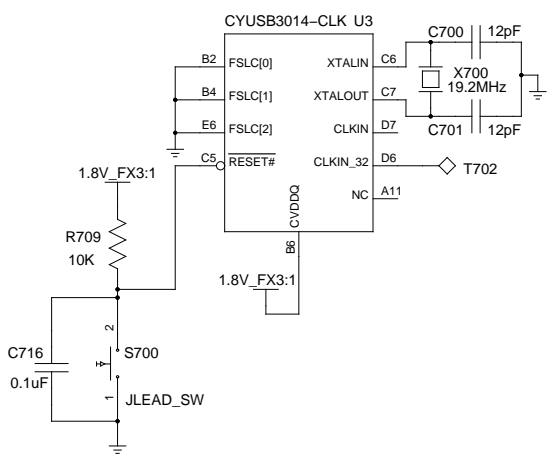 CYUSB3014-CLK U3
B2 FSLC[0]
B4 FSLC[1]
E6 FSLC[2]
C5 RESET#
XTALIN C6
XTALOUT C7
CLKIN D7
CLKIN_32 D6
NC A11
CVDDQ
B6
C700 12pF
X700
19.2MHz
C701 12pF
T702
1.8V_FX3:1
R709
10K
1.8V_FX3:1
C716
0.1uF
2
S700
1
JLEAD_SW